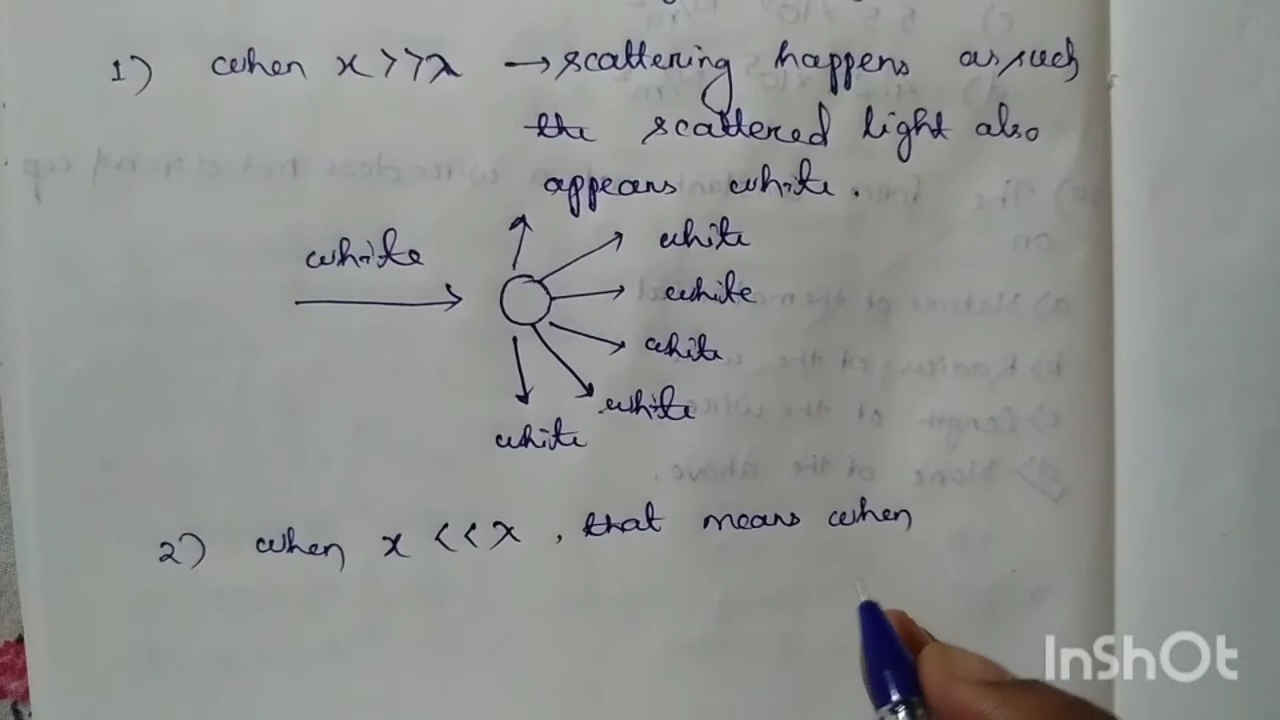 1) when x >> λ → scattering happens as such
the scattered light also
appears white.
white
white
white
white
white
white
2) when x << λ, that means when
InShOt